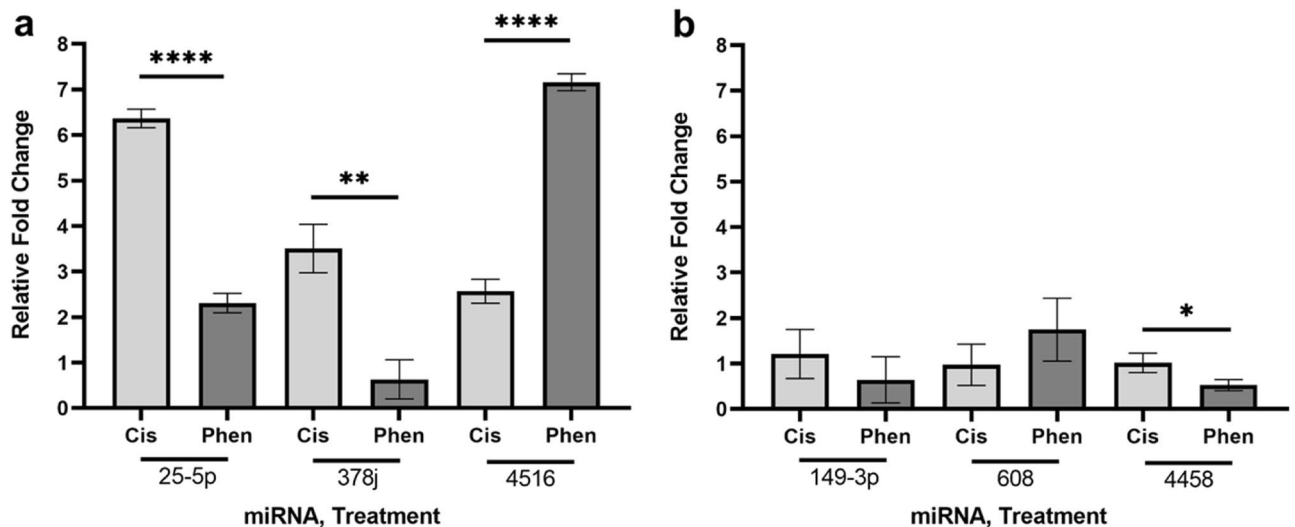 a
****
**
****
8
7
6
5
4
3
2
1
0
Relative Fold Change
Cis Phen Cis Phen Cis Phen
25-5p 378j 4516
miRNA, Treatment
b
*
8
7
6
5
4
3
2
1
0
Relative Fold Change
Cis Phen Cis Phen Cis Phen
149-3p 608 4458
miRNA, Treatment